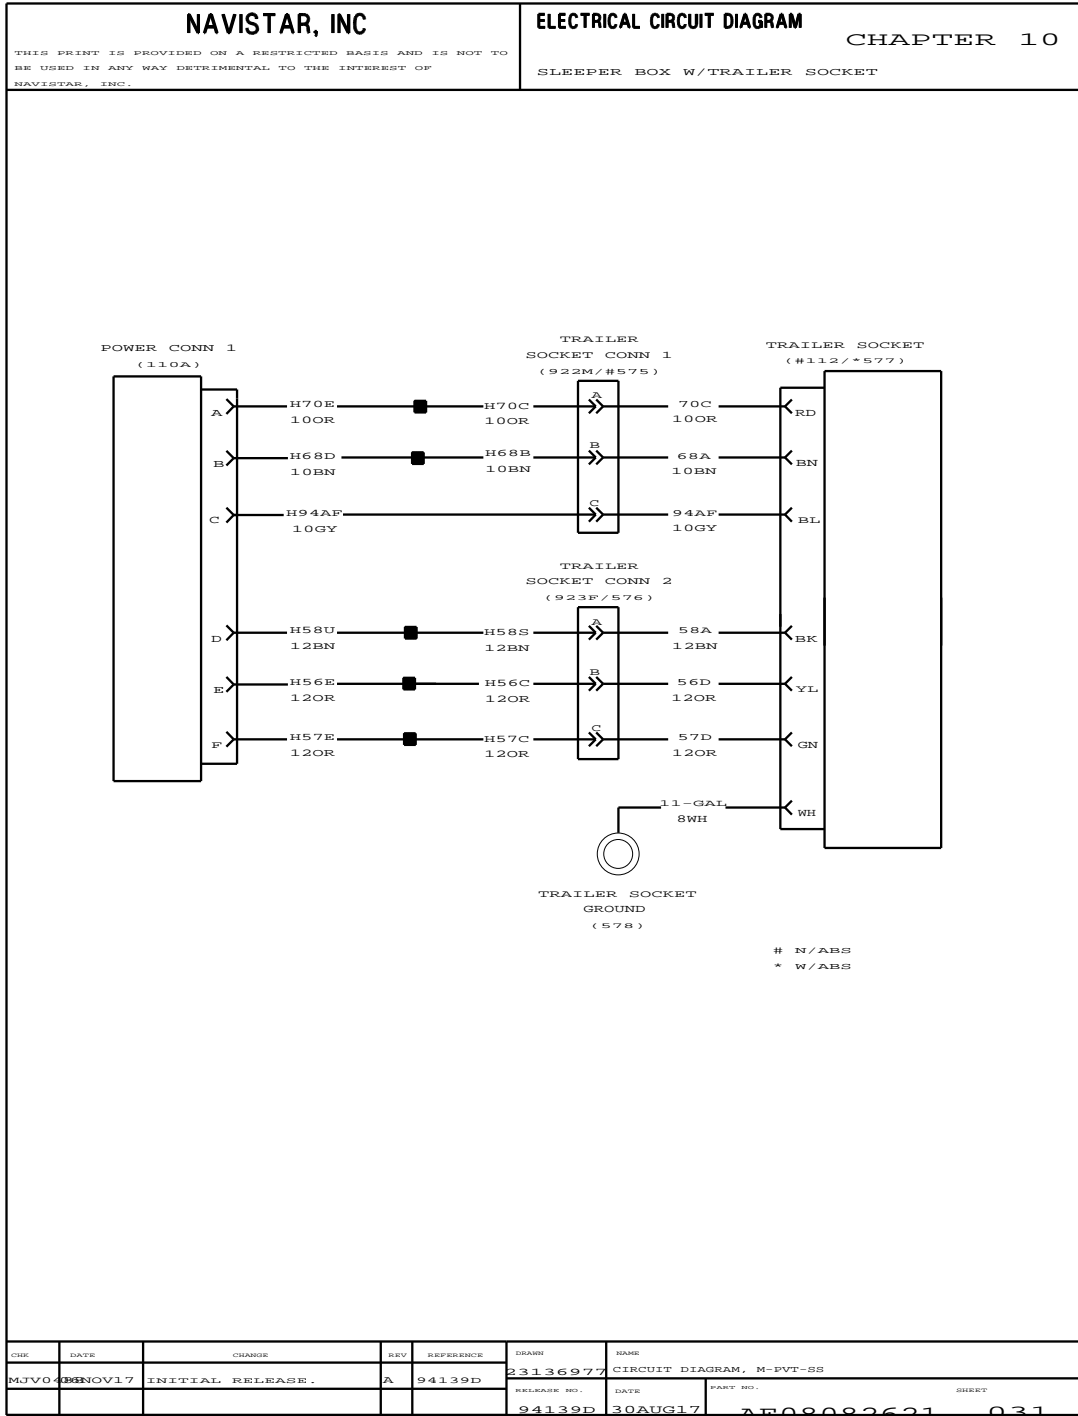 NAVISTAR, INC
THIS PRINT IS PROVIDED ON A RESTRICTED BASIS AND IS NOT TO
BE USED IN ANY WAY DETRIMENTAL TO THE INTEREST OF
NAVISTAR, INC.
ELECTRICAL CIRCUIT DIAGRAM
CHAPTER 10
SLEEPER BOX W/TRAILER SOCKET
POWER CONN 1
(110A)
TRAILER
SOCKET CONN 1
(922M/#575)
TRAILER SOCKET
(#112/*577)
A H70E H70C A 70C RD
10OR 10OR 10OR
B H68D H68B B 68A BN
10BN 10BN 10BN
C H94AF C 94AF BL
10GY 10GY
TRAILER
SOCKET CONN 2
(923F/576)
D H58U H58S A 58A BK
12BN 12BN 12BN
E H56E H56C B 56D YL
12OR 12OR 12OR
F H57E H57C C 57D GN
12OR 12OR 12OR
11-GAL WH
8WH
TRAILER SOCKET
GROUND
(578)
# N/ABS
* W/ABS
CHK DATE CHANGE REV REFERENCE
INITIAL RELEASE. A 94139D
DRAWN
23136977
NAME
CIRCUIT DIAGRAM, M-PVT-SS
RELEASE NO.
94139D
DATE
30AUG17
PART NO. SHEET
031